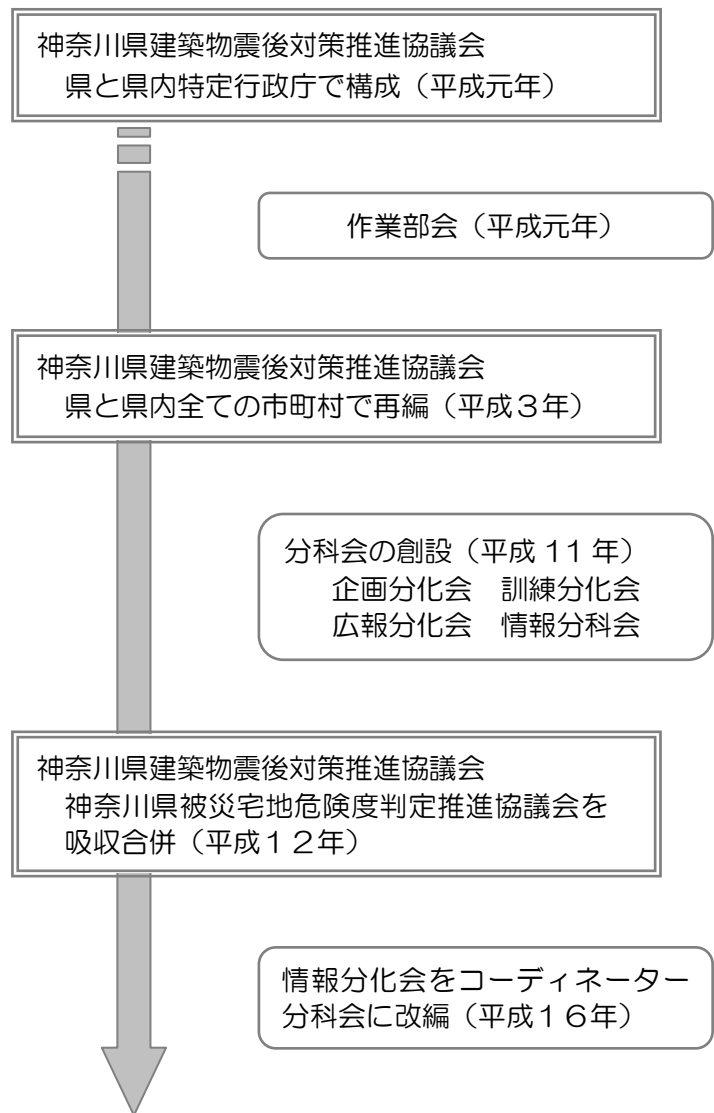 神奈川県建築物震後対策推進協議会
県と県内特定行政庁で構成（平成元年）
作業部会（平成元年）
神奈川県建築物震後対策推進協議会
県と県内全ての市町村で再編（平成３年）
分科会の創設（平成 11 年）
企画分化会　訓練分化会
広報分化会　情報分科会
神奈川県建築物震後対策推進協議会
神奈川県被災宅地危険度判定推進協議会を
吸収合併（平成１２年）
情報分化会をコーディネーター
分科会に改編（平成１６年）